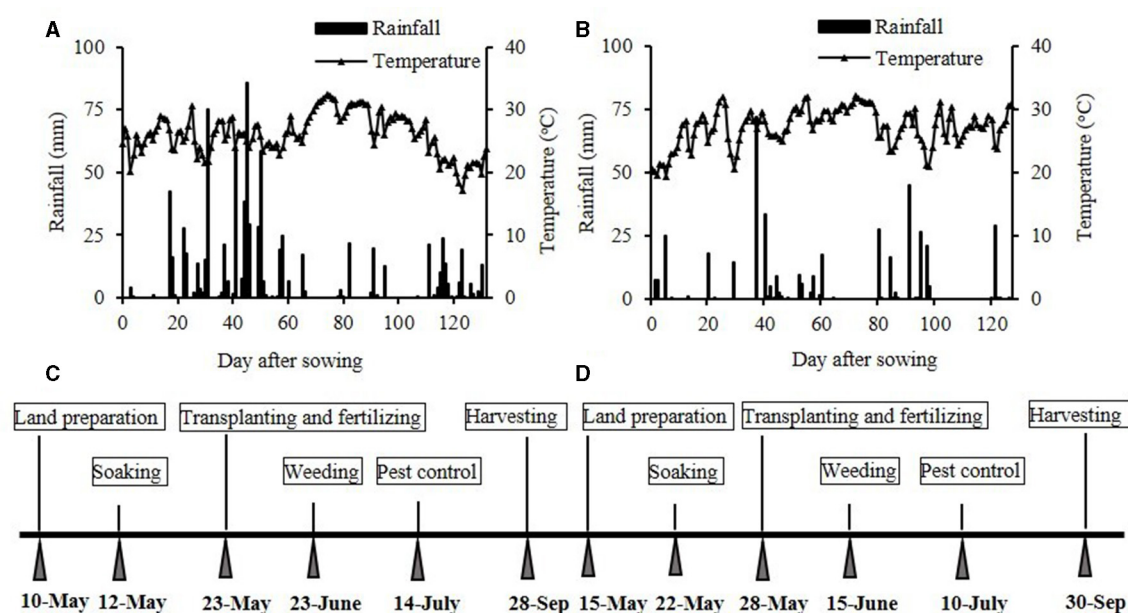 A
Rainfall
Temperature
100
75
50
25
0
Rainfall (mm)
40
30
20
10
0
Temperature (°C)
0 20 40 60 80 100 120
Day after sowing
B
Rainfall
Temperature
100
75
50
25
0
Rainfall (mm)
40
30
20
10
0
Temperature (°C)
0 20 40 60 80 100 120
Day after sowing
C
Land preparation Transplanting and fertilizing Harvesting
Soaking Weeding Pest control
10-May 12-May 23-May 23-June 14-July 28-Sep
D
Land preparation Transplanting and fertilizing Harvesting
Soaking Weeding Pest control
15-May 22-May 28-May 15-June 10-July 30-Sep